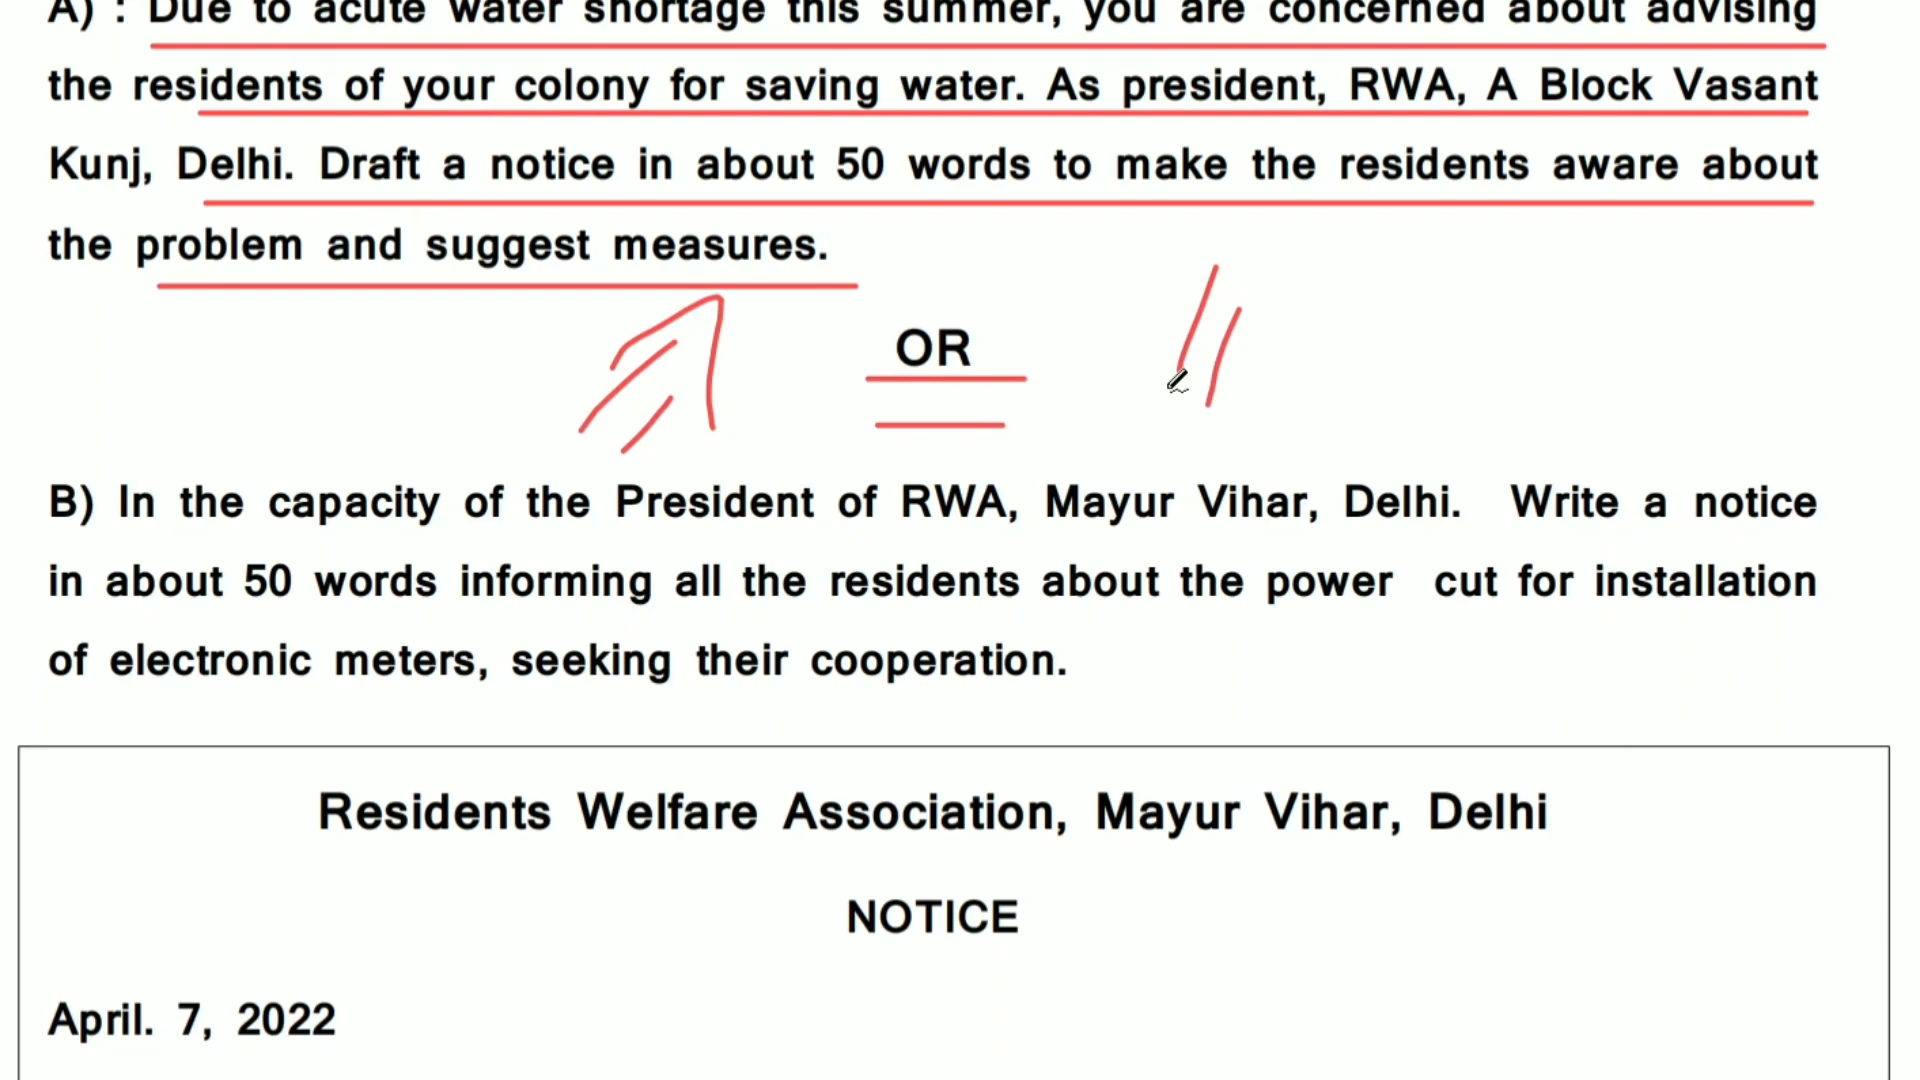 A) : Due to acute water shortage this summer, you are concerned about advising
the residents of your colony for saving water. As president, RWA, A Block Vasant
Kunj, Delhi. Draft a notice in about 50 words to make the residents aware about
the problem and suggest measures.
OR
B) In the capacity of the President of RWA, Mayur Vihar, Delhi. Write a notice
in about 50 words informing all the residents about the power cut for installation
of electronic meters, seeking their cooperation.
Residents Welfare Association, Mayur Vihar, Delhi
NOTICE
April. 7, 2022